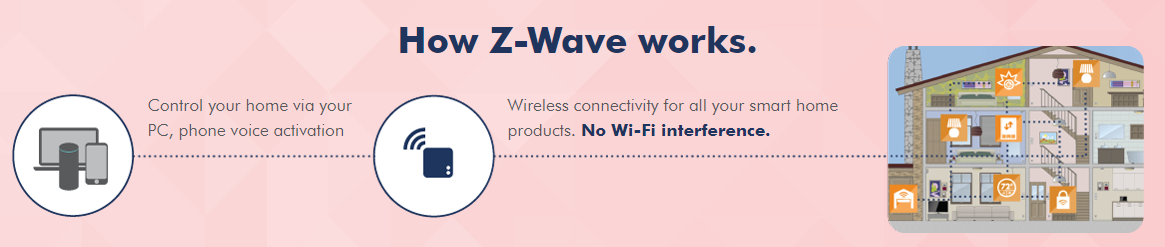 How Z-Wave works.
Control your home via your
PC, phone voice activation
Wireless connectivity for all your smart home
products. No Wi-Fi interference.